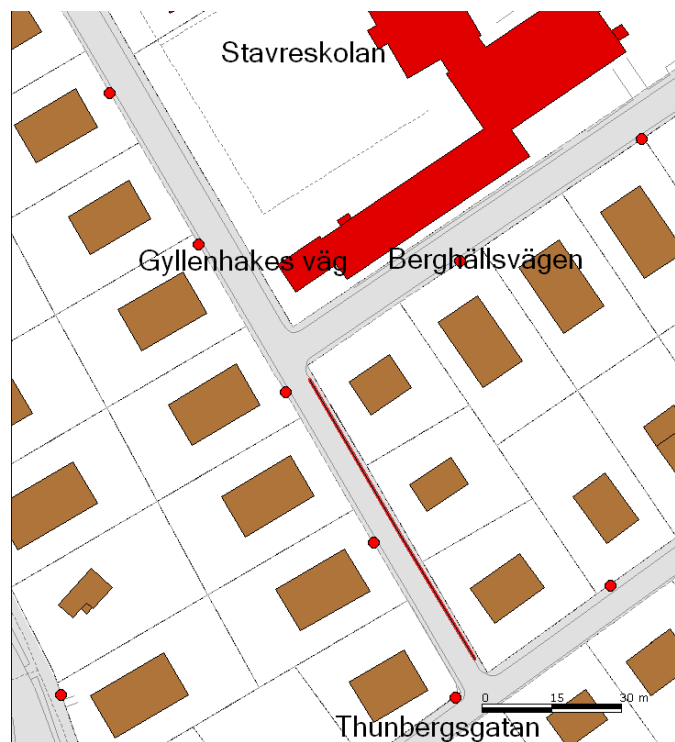 Stavreskolan
Gyllenhakes väg
Berghällsvägen
0 15 30 m
Thunbergsgatan